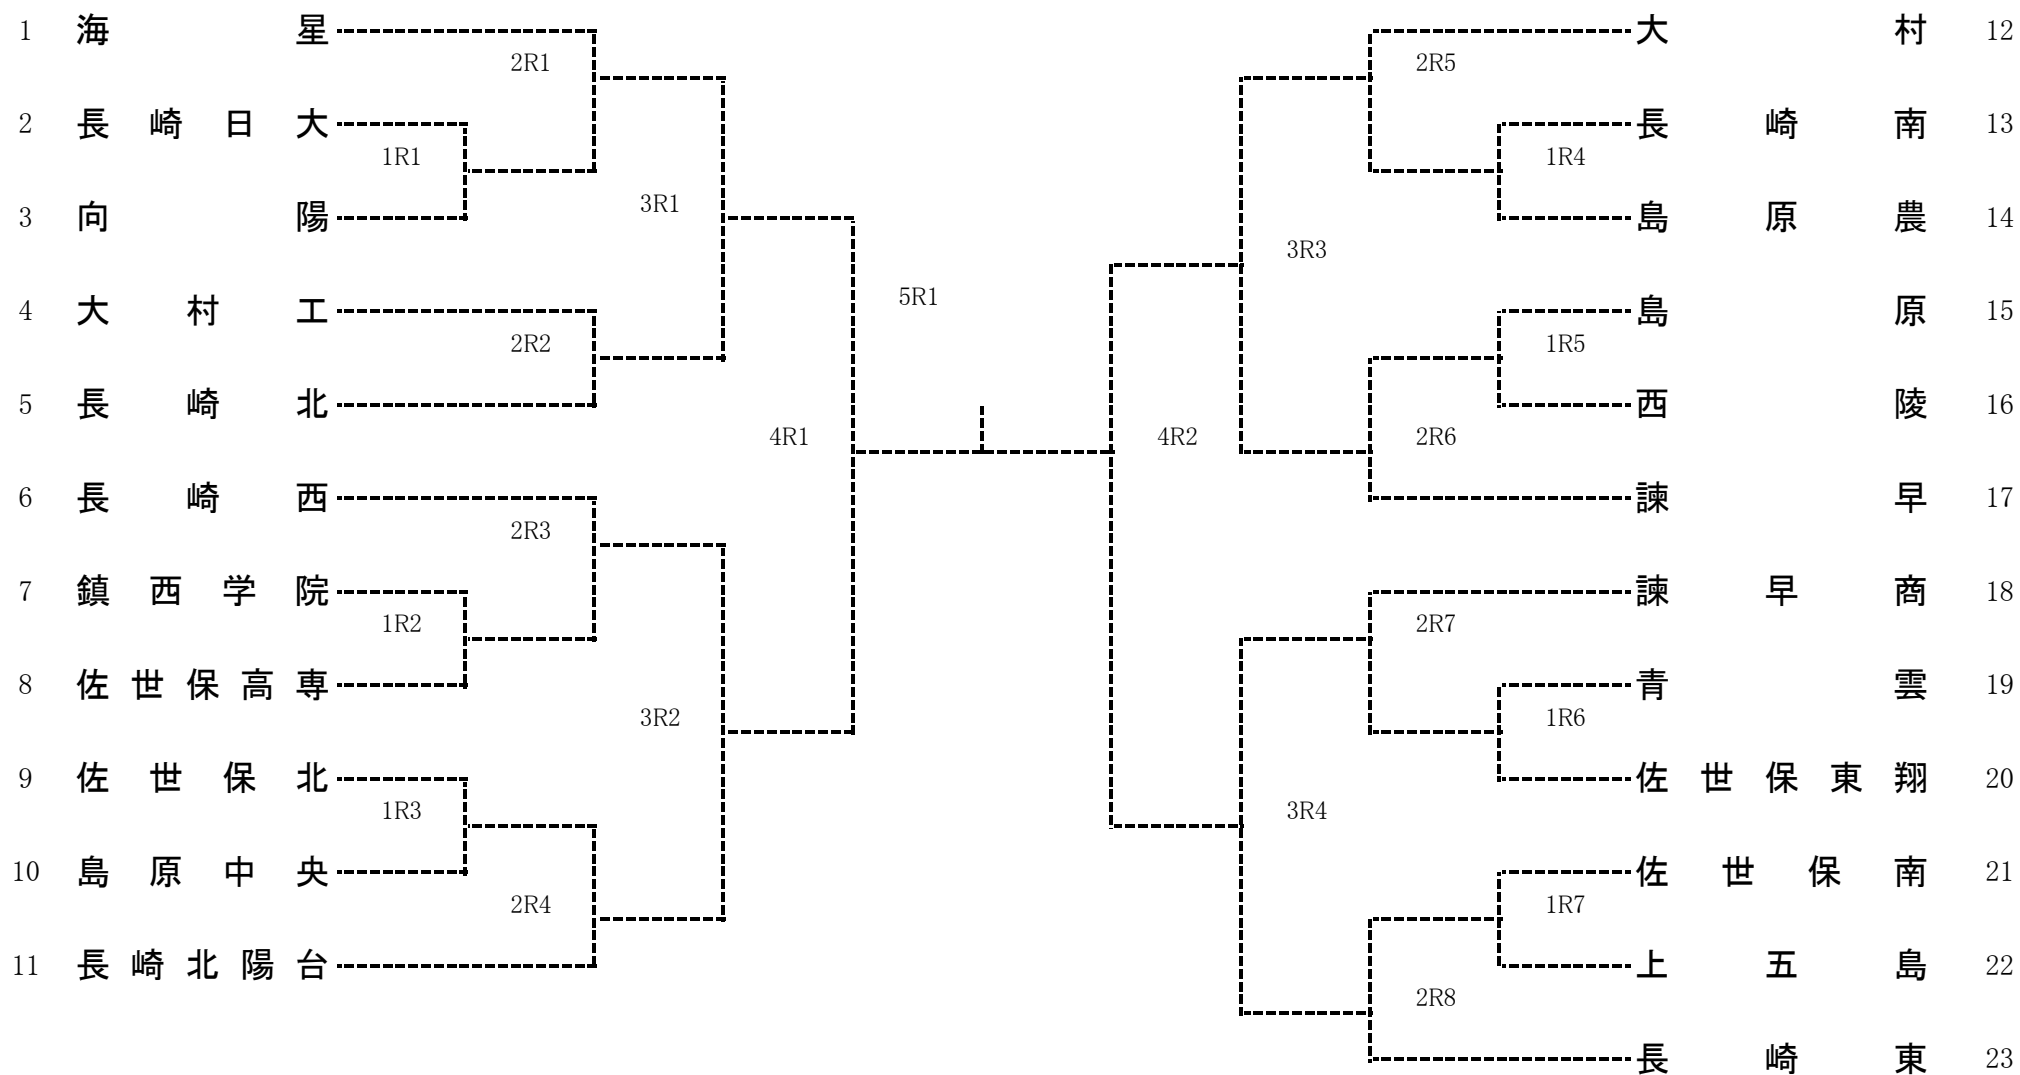 1 海星
2 長崎日大
3 向陽
4 大村工
5 長崎北
6 長崎西
7 鎮西学院
8 佐世保高専
9 佐世保北
10 島原中央
11 長崎北陽台
2R1
1R1
3R1
2R2
4R1
2R3
1R2
3R2
1R3
2R4
5R1
大村 12
長崎南 13
島原農 14
島原 15
西陵 16
諫早 17
諫早商 18
青雲 19
佐世保東翔 20
佐世保南 21
上五島 22
長崎東 23
2R5
1R4
3R3
1R5
4R2
2R6
2R7
1R6
3R4
1R7
2R8